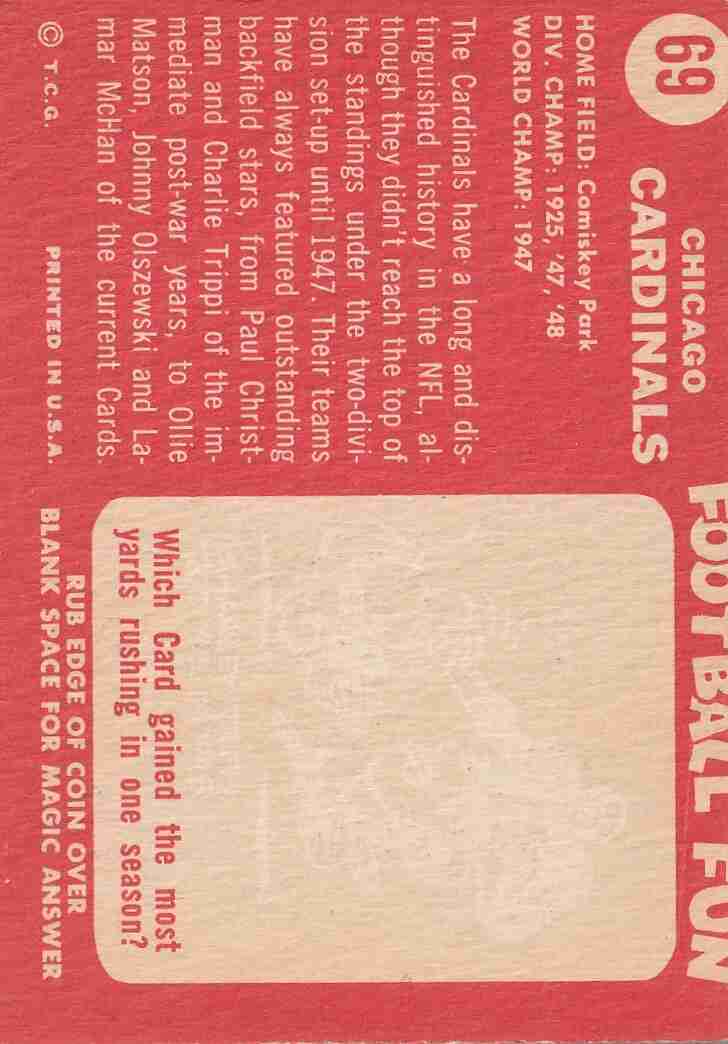 69
CHICAGO
CARDINALS
HOME FIELD: Comiskey Park
DIV. CHAMP: 1925, '47, '48
WORLD CHAMP: 1947
The Cardinals have a long and dis-
tinguished history in the NFL, al-
though they didn't reach the top of
the standings under the two-divi-
sion set-up until 1947. Their teams
have always featured outstanding
backfield stars, from Paul Christ-
man and Charlie Trippi of the im-
mediate post-war years, to Ollie
Matson, Johnny Olszewski and La-
mar McHan of the current Cards.
© T.C.G.
PRINTED IN U.S.A.
FOOTBALL FUN
Which Card gained the most
yards rushing in one season?
RUB EDGE OF COIN OVER
BLANK SPACE FOR MAGIC ANSWER